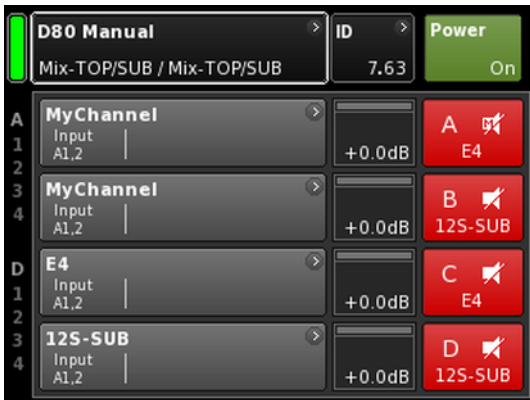 D80 Manual
Mix-TOP/SUB / Mix-TOP/SUB
ID
7.63
Power
On
A
1
2
3
4
D
1
2
3
4
MyChannel
Input
A1,2
+0.0dB
A
E4
MyChannel
Input
A1,2
+0.0dB
B
12S-SUB
E4
Input
A1,2
+0.0dB
C
E4
12S-SUB
Input
A1,2
+0.0dB
D
12S-SUB